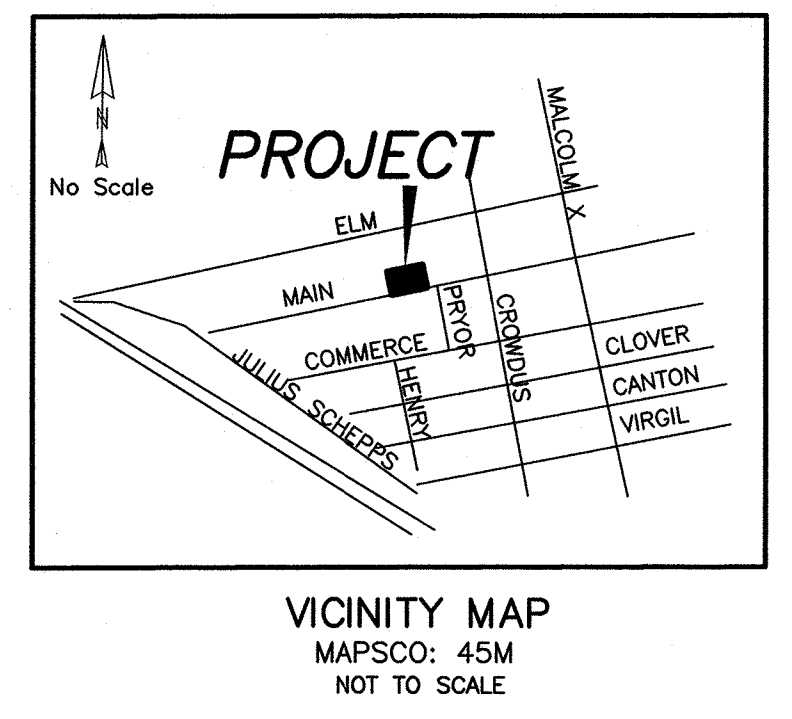 PROJECT
N
No Scale
MALCOLM X
ELM
MAIN
PRYOR
CROWDUS
COMMERCE
CLOVER
JULIUS SCHEPPS
HENRY
CANTON
VIRGIL
VICINITY MAP
MAPSCO: 45M
NOT TO SCALE